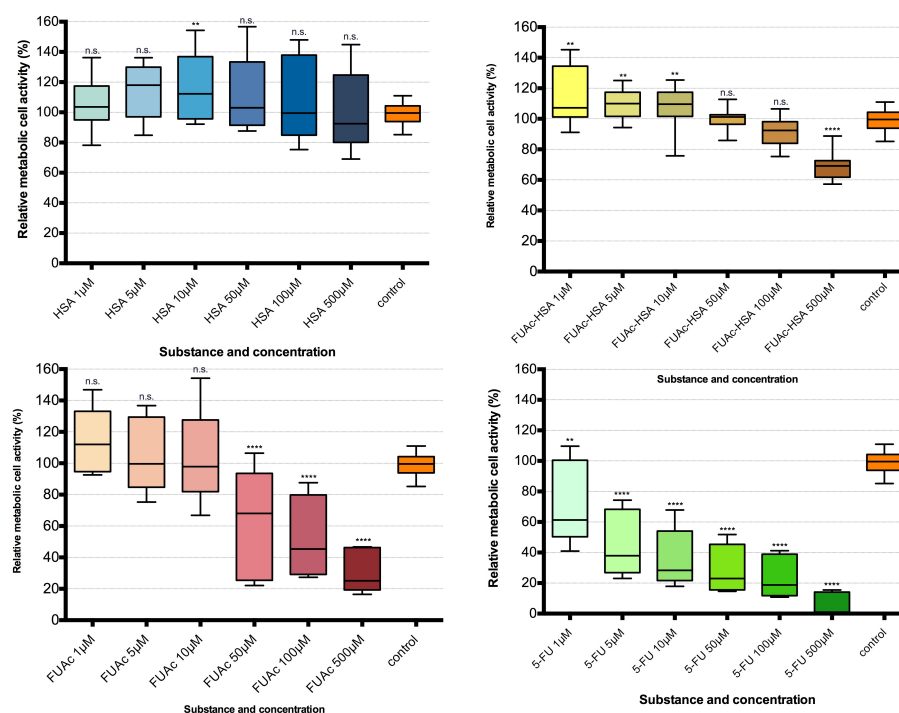 Relative metabolic cell activity (%)
160
140
120
100
80
60
40
20
0
n.s.
n.s.
**
n.s.
n.s.
n.s.
HSA 1µM
HSA 5µM
HSA 10µM
HSA 50µM
HSA 100µM
HSA 500µM
control
Substance and concentration
Relative metabolic cell activity (%)
160
140
120
100
80
60
40
20
0
**
**
**
n.s.
n.s.
****
FUAc-HSA 1µM
FUAc-HSA 5µM
FUAc-HSA 10µM
FUAc-HSA 50µM
FUAc-HSA 100µM
FUAc-HSA 500µM
control
Substance and concentration
Relative metabolic cell activity (%)
160
140
120
100
80
60
40
20
0
n.s.
n.s.
n.s.
****
****
****
FUAc 1µM
FUAc 5µM
FUAc 10µM
FUAc 50µM
FUAc 100µM
FUAc 500µM
control
Substance and concentration
Relative metabolic cell activity (%)
160
140
120
100
80
60
40
20
0
**
****
****
****
****
****
5-FU 1µM
5-FU 5µM
5-FU 10µM
5-FU 50µM
5-FU 100µM
5-FU 500µM
control
Substance and concentration